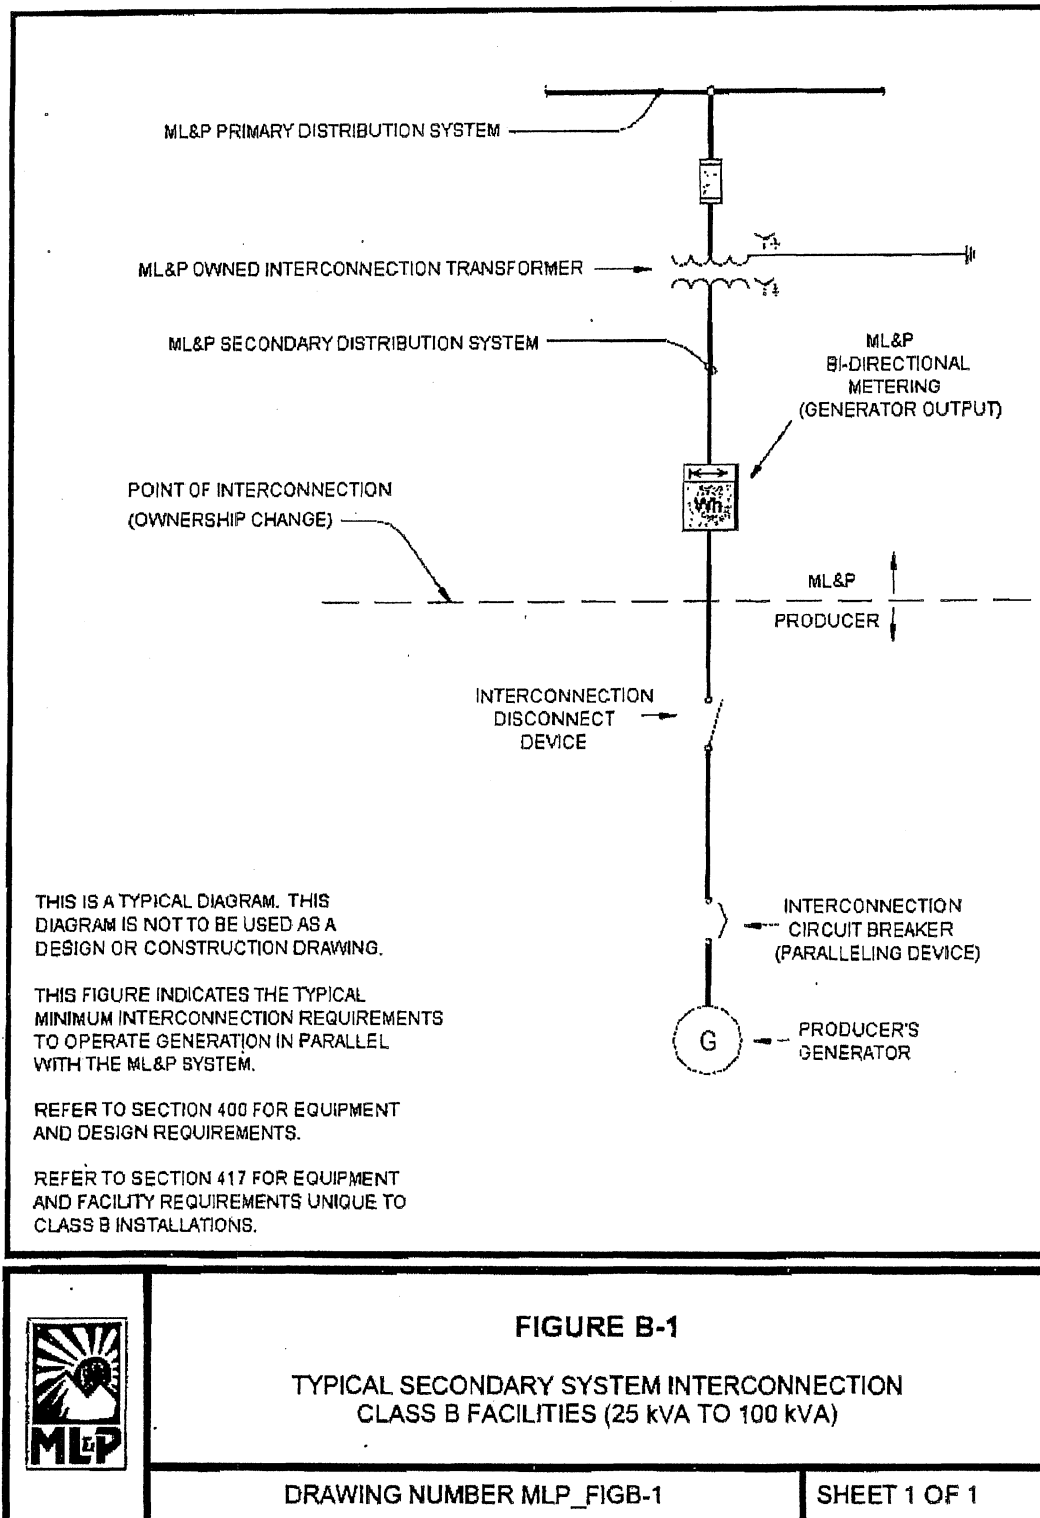 ML&P PRIMARY DISTRIBUTION SYSTEM
ML&P OWNED INTERCONNECTION TRANSFORMER
ML&P SECONDARY DISTRIBUTION SYSTEM
ML&P
BI-DIRECTIONAL
METERING
(GENERATOR OUTPUT)
Wh
POINT OF INTERCONNECTION
(OWNERSHIP CHANGE)
ML&P
PRODUCER
INTERCONNECTION
DISCONNECT
DEVICE
INTERCONNECTION
CIRCUIT BREAKER
(PARALLELING DEVICE)
G
PRODUCER'S
GENERATOR
THIS IS A TYPICAL DIAGRAM. THIS
DIAGRAM IS NOT TO BE USED AS A
DESIGN OR CONSTRUCTION DRAWING.
THIS FIGURE INDICATES THE TYPICAL
MINIMUM INTERCONNECTION REQUIREMENTS
TO OPERATE GENERATION IN PARALLEL
WITH THE ML&P SYSTEM.
REFER TO SECTION 400 FOR EQUIPMENT
AND DESIGN REQUIREMENTS.
REFER TO SECTION 417 FOR EQUIPMENT
AND FACILITY REQUIREMENTS UNIQUE TO
CLASS B INSTALLATIONS.
ML&P
FIGURE B-1
TYPICAL SECONDARY SYSTEM INTERCONNECTION
CLASS B FACILITIES (25 kVA TO 100 kVA)
DRAWING NUMBER MLP_FIGB-1
SHEET 1 OF 1